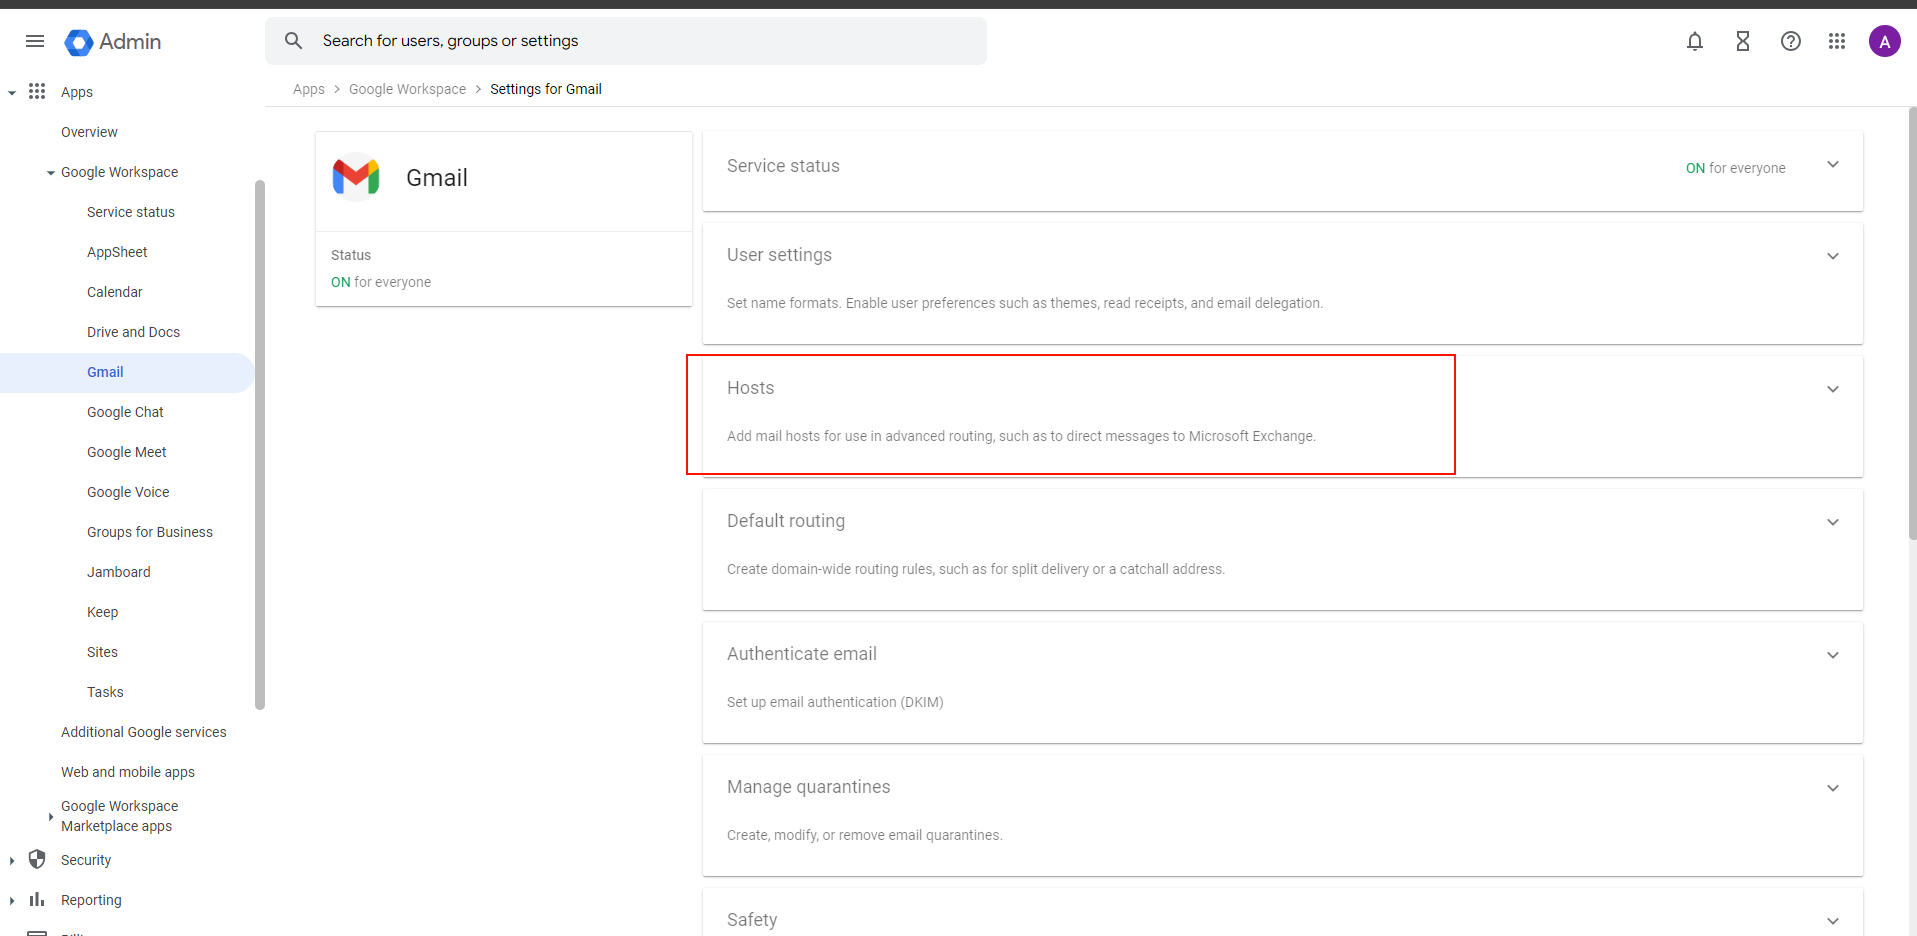 Admin
Search for users, groups or settings
A
Apps
Overview
Google Workspace
Service status
AppSheet
Calendar
Drive and Docs
Gmail
Google Chat
Google Meet
Google Voice
Groups for Business
Jamboard
Keep
Sites
Tasks
Additional Google services
Web and mobile apps
Google Workspace
Marketplace apps
Security
Reporting
Apps > Google Workspace > Settings for Gmail
Gmail
Status
ON for everyone
Service status
ON for everyone
User settings
Set name formats. Enable user preferences such as themes, read receipts, and email delegation.
Hosts
Add mail hosts for use in advanced routing, such as to direct messages to Microsoft Exchange.
Default routing
Create domain-wide routing rules, such as for split delivery or a catchall address.
Authenticate email
Set up email authentication (DKIM)
Manage quarantines
Create, modify, or remove email quarantines.
Safety